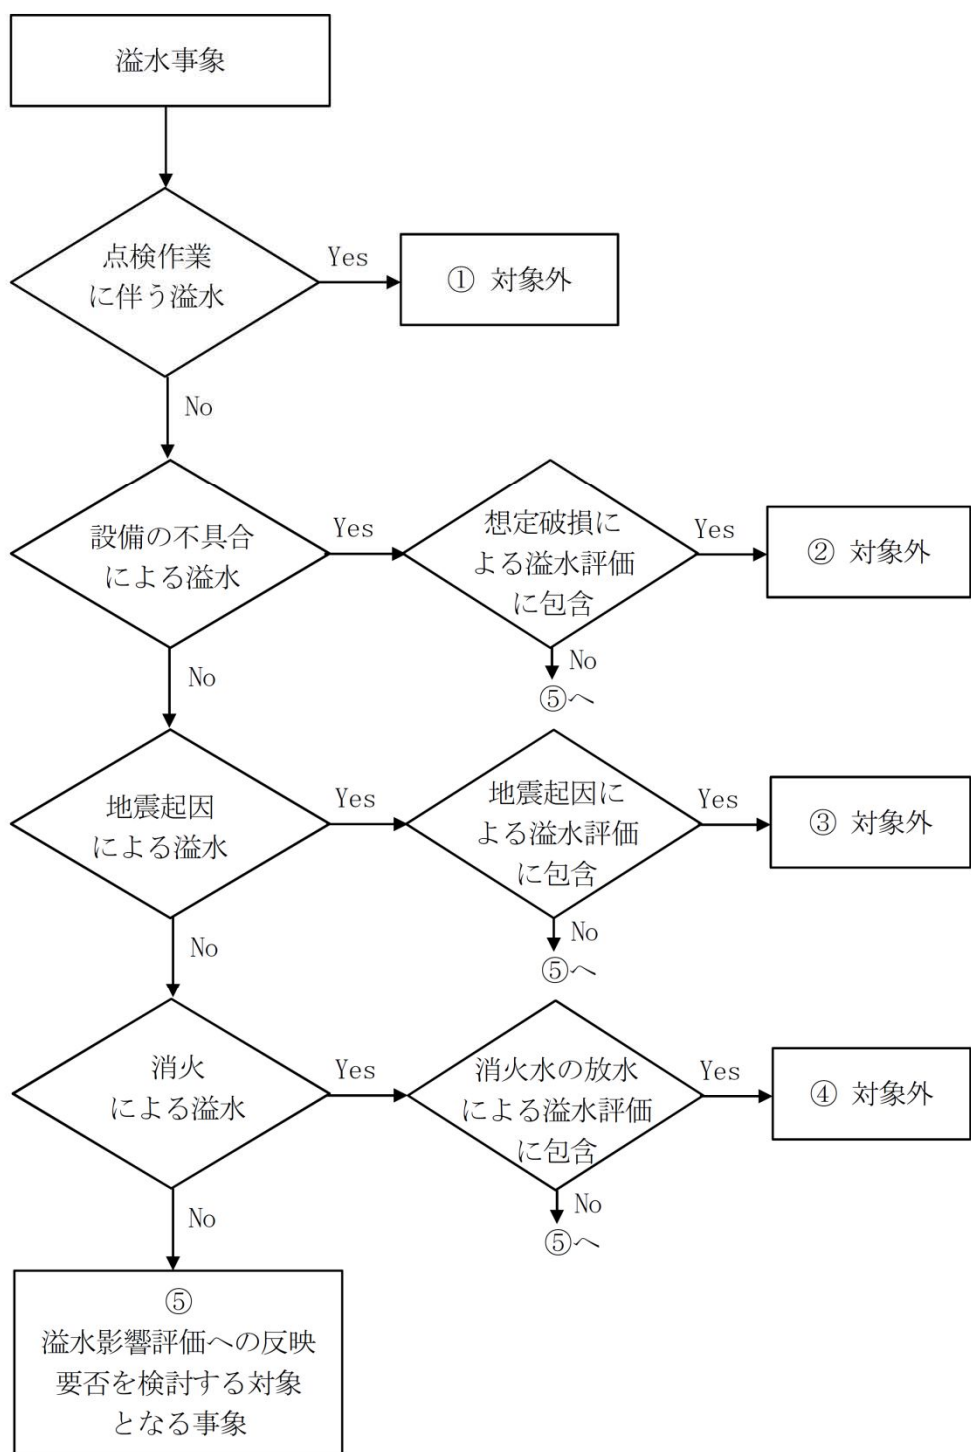 溢水事象
点検作業
に伴う溢水
Yes
① 対象外
No
設備の不具合
による溢水
Yes
想定破損に
よる溢水評価
に包含
Yes
② 対象外
No
⑤へ
No
地震起因
による溢水
Yes
地震起因に
よる溢水評価
に包含
Yes
③ 対象外
No
⑤へ
No
消火
による溢水
Yes
消火水の放水
による溢水評価
に包含
Yes
④ 対象外
No
⑤へ
No
⑤
溢水影響評価への反映
要否を検討する対象
となる事象